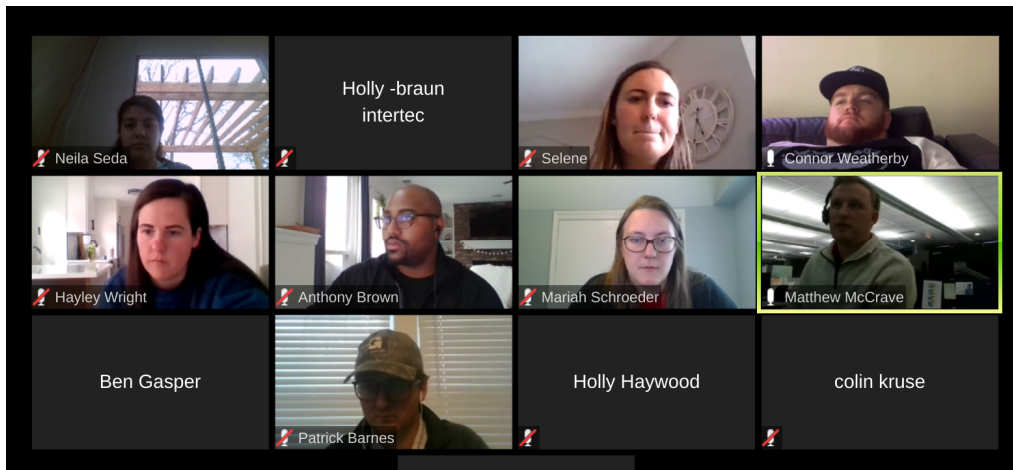 Holly -braun
intertec
Neila Seda
Selene
Connor Weatherby
Hayley Wright
Anthony Brown
Mariah Schroeder
Matthew McCrave
Ben Gasper
Holly Haywood
colin kruse
Patrick Barnes